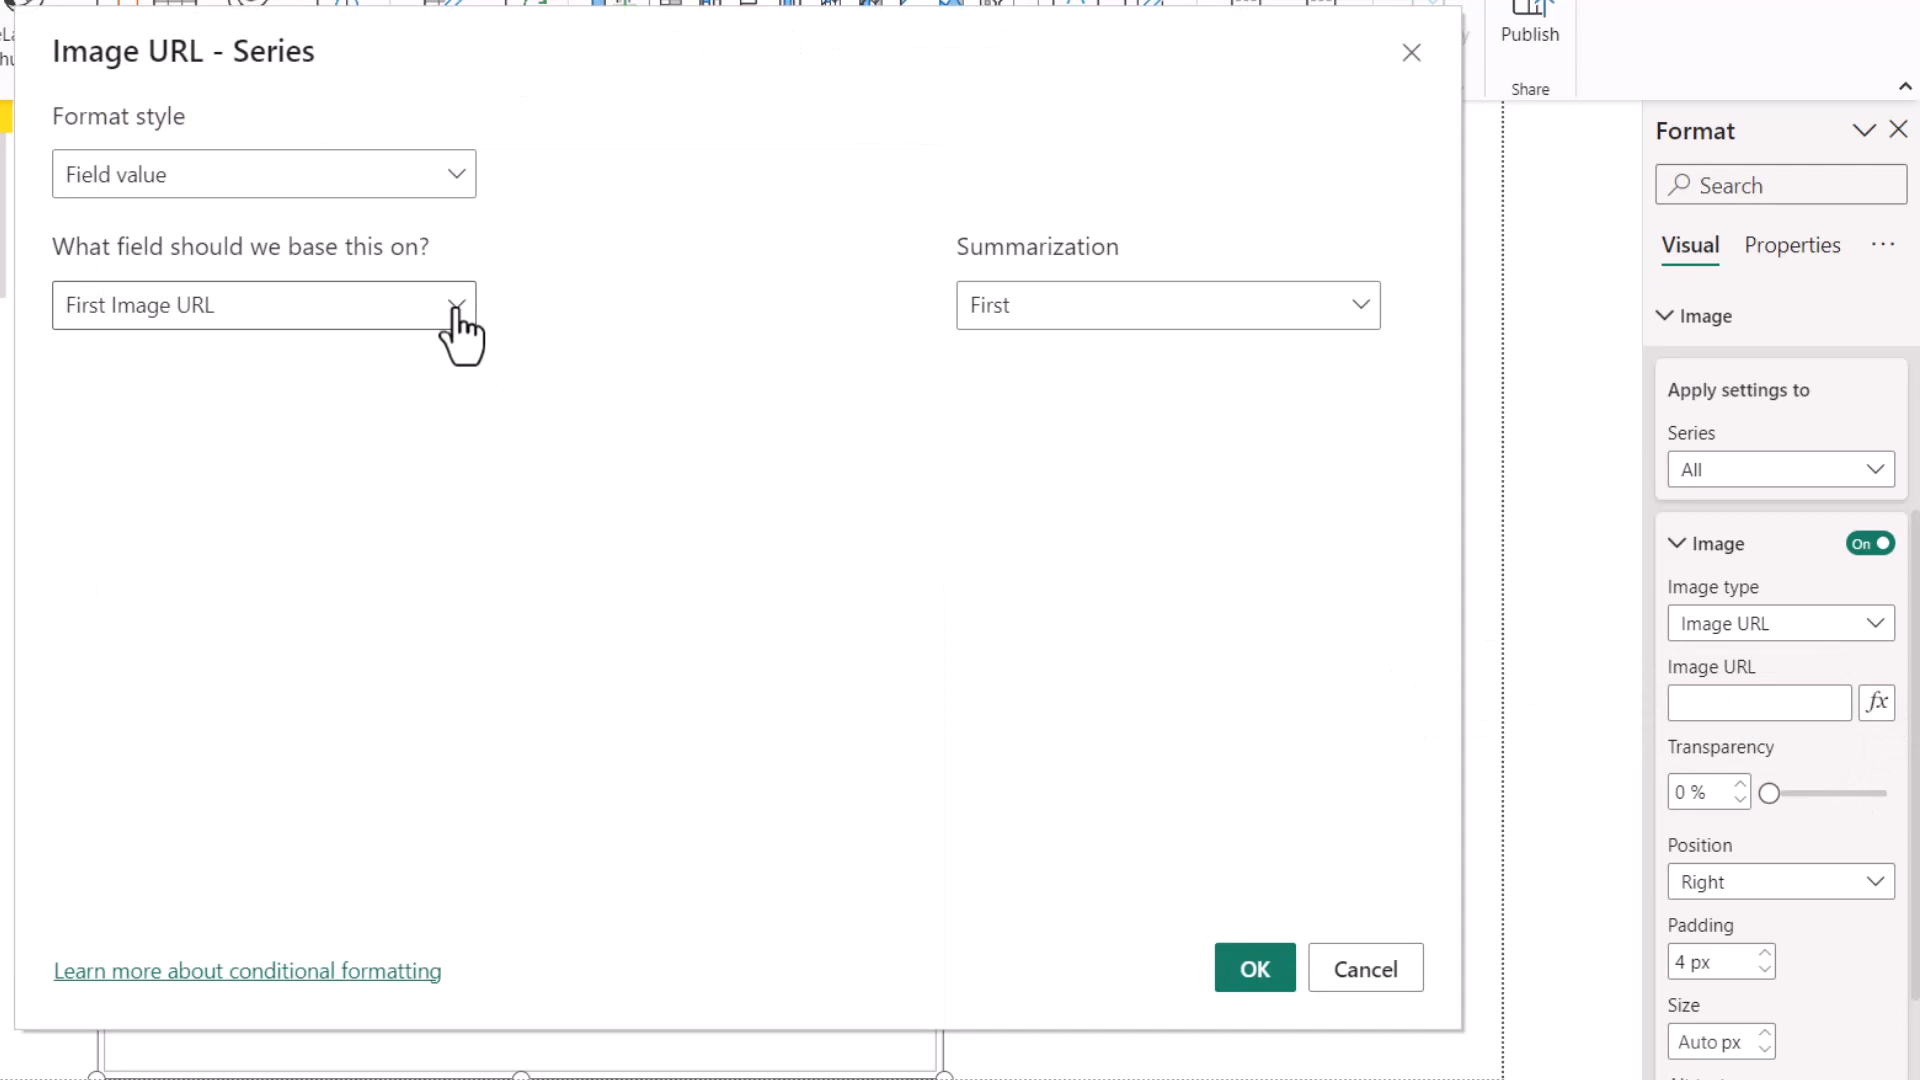 Image URL - Series
Format style
Field value
What field should we base this on?
Summarization
First Image URL
First
Learn more about conditional formatting
OK
Cancel
Publish
Share
Format
Search
Visual
Properties
Image
Apply settings to
Series
All
Image
On
Image type
Image URL
Image URL
fx
Transparency
0 %
Position
Right
Padding
4 px
Size
Auto px